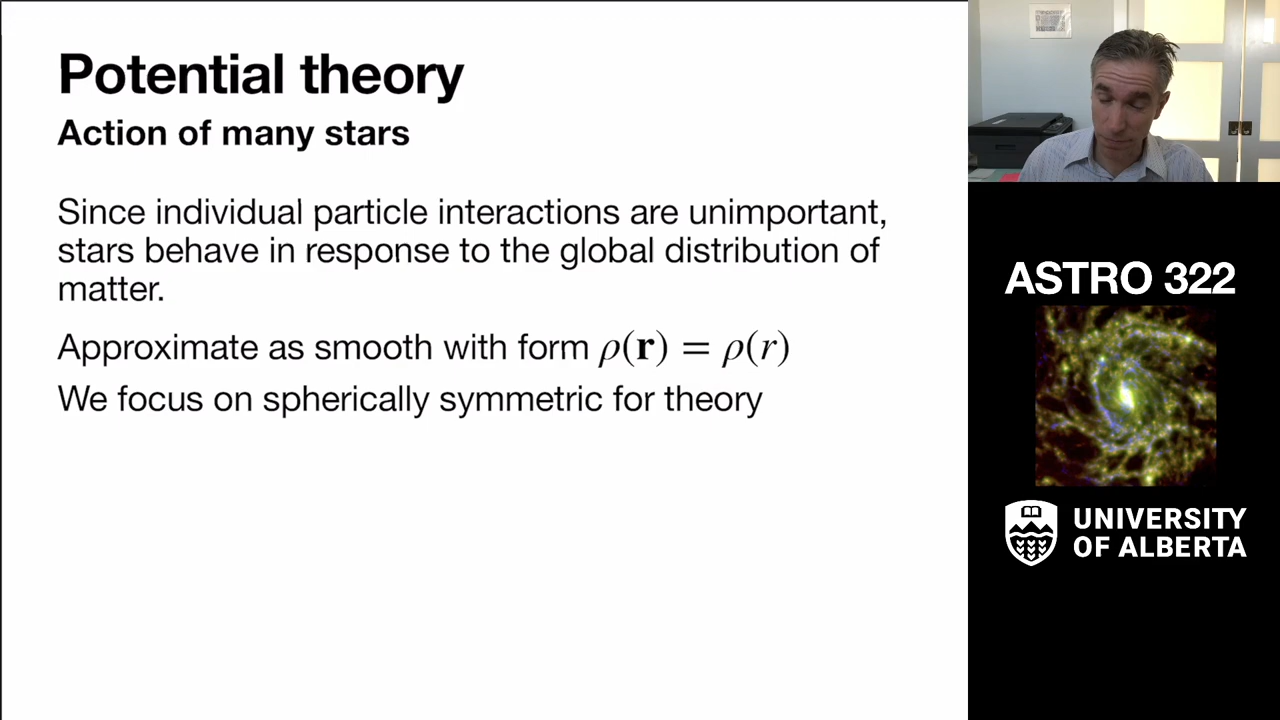 Potential theory
Action of many stars
Since individual particle interactions are unimportant,
stars behave in response to the global distribution of
matter.
Approximate as smooth with form ρ(𝐫) = ρ(r)
We focus on spherically symmetric for theory
ASTRO 322
UNIVERSITY
OF ALBERTA